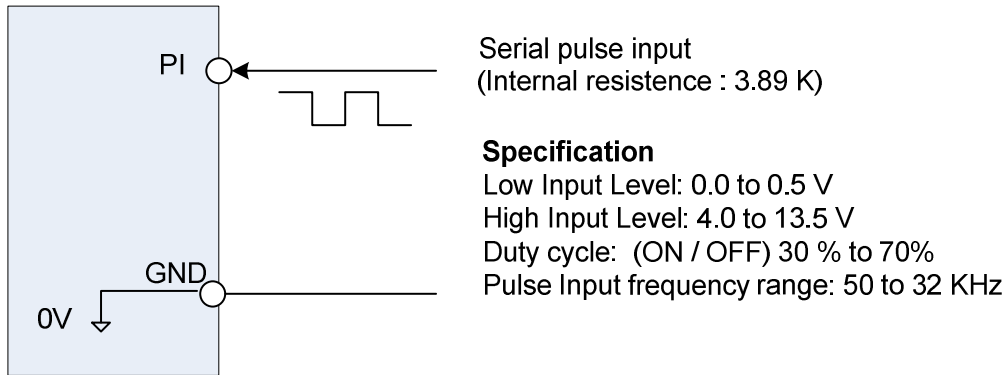 PI
Serial pulse input
(Internal resistence : 3.89 K)
Specification
Low Input Level: 0.0 to 0.5 V
High Input Level: 4.0 to 13.5 V
Duty cycle: (ON / OFF) 30 % to 70%
Pulse Input frequency range: 50 to 32 KHz
GND
0V